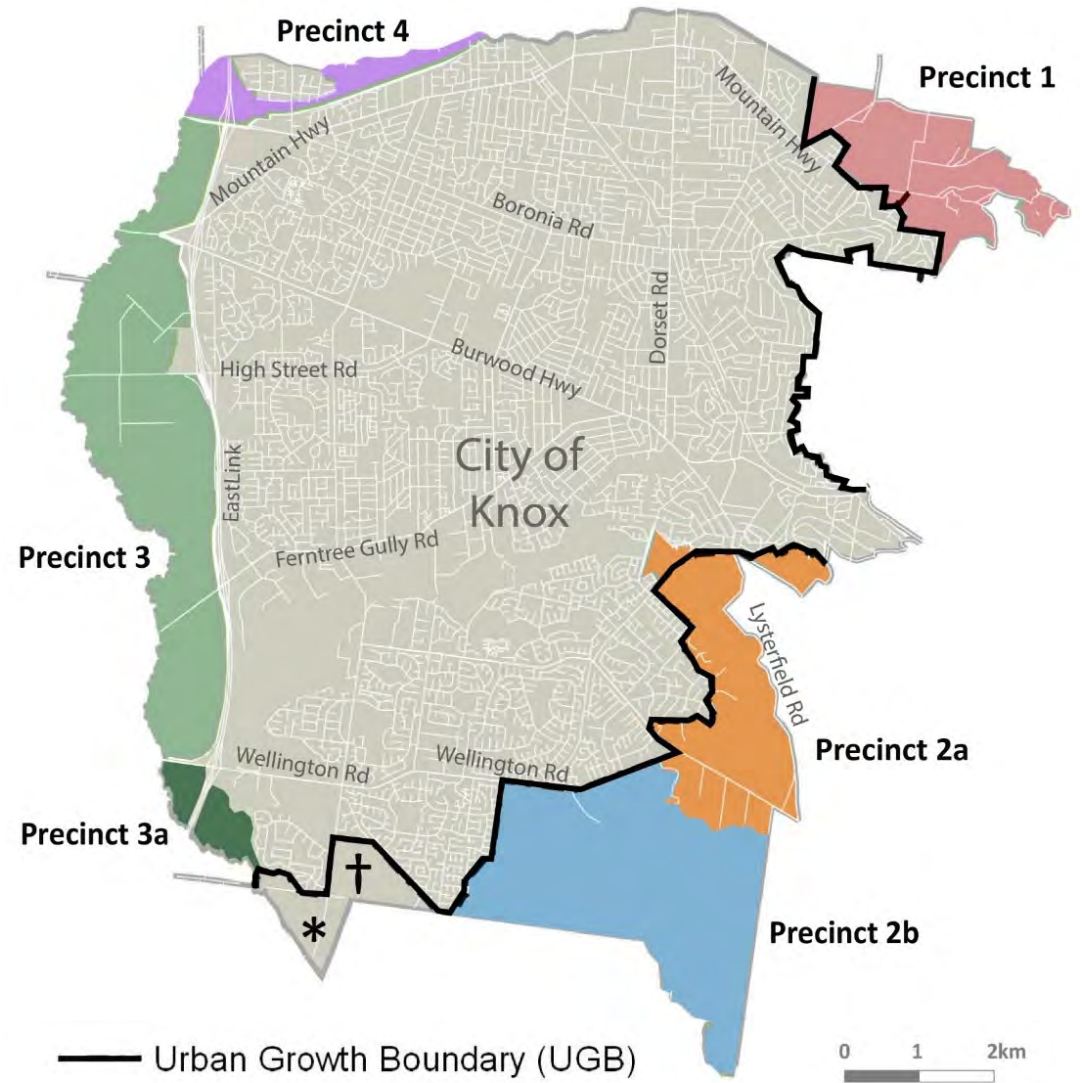 Precinct 4
Precinct 1
Mountain Hwy
Mountain Hwy
Boronia Rd
Dorset Rd
Burwood Hwy
High Street Rd
City of
Knox
EastLink
Ferntree Gully Rd
Precinct 3
Lysterfield Rd
Precinct 2a
Wellington Rd
Wellington Rd
Precinct 3a
†
*
Precinct 2b
Urban Growth Boundary (UGB)
0 1 2km